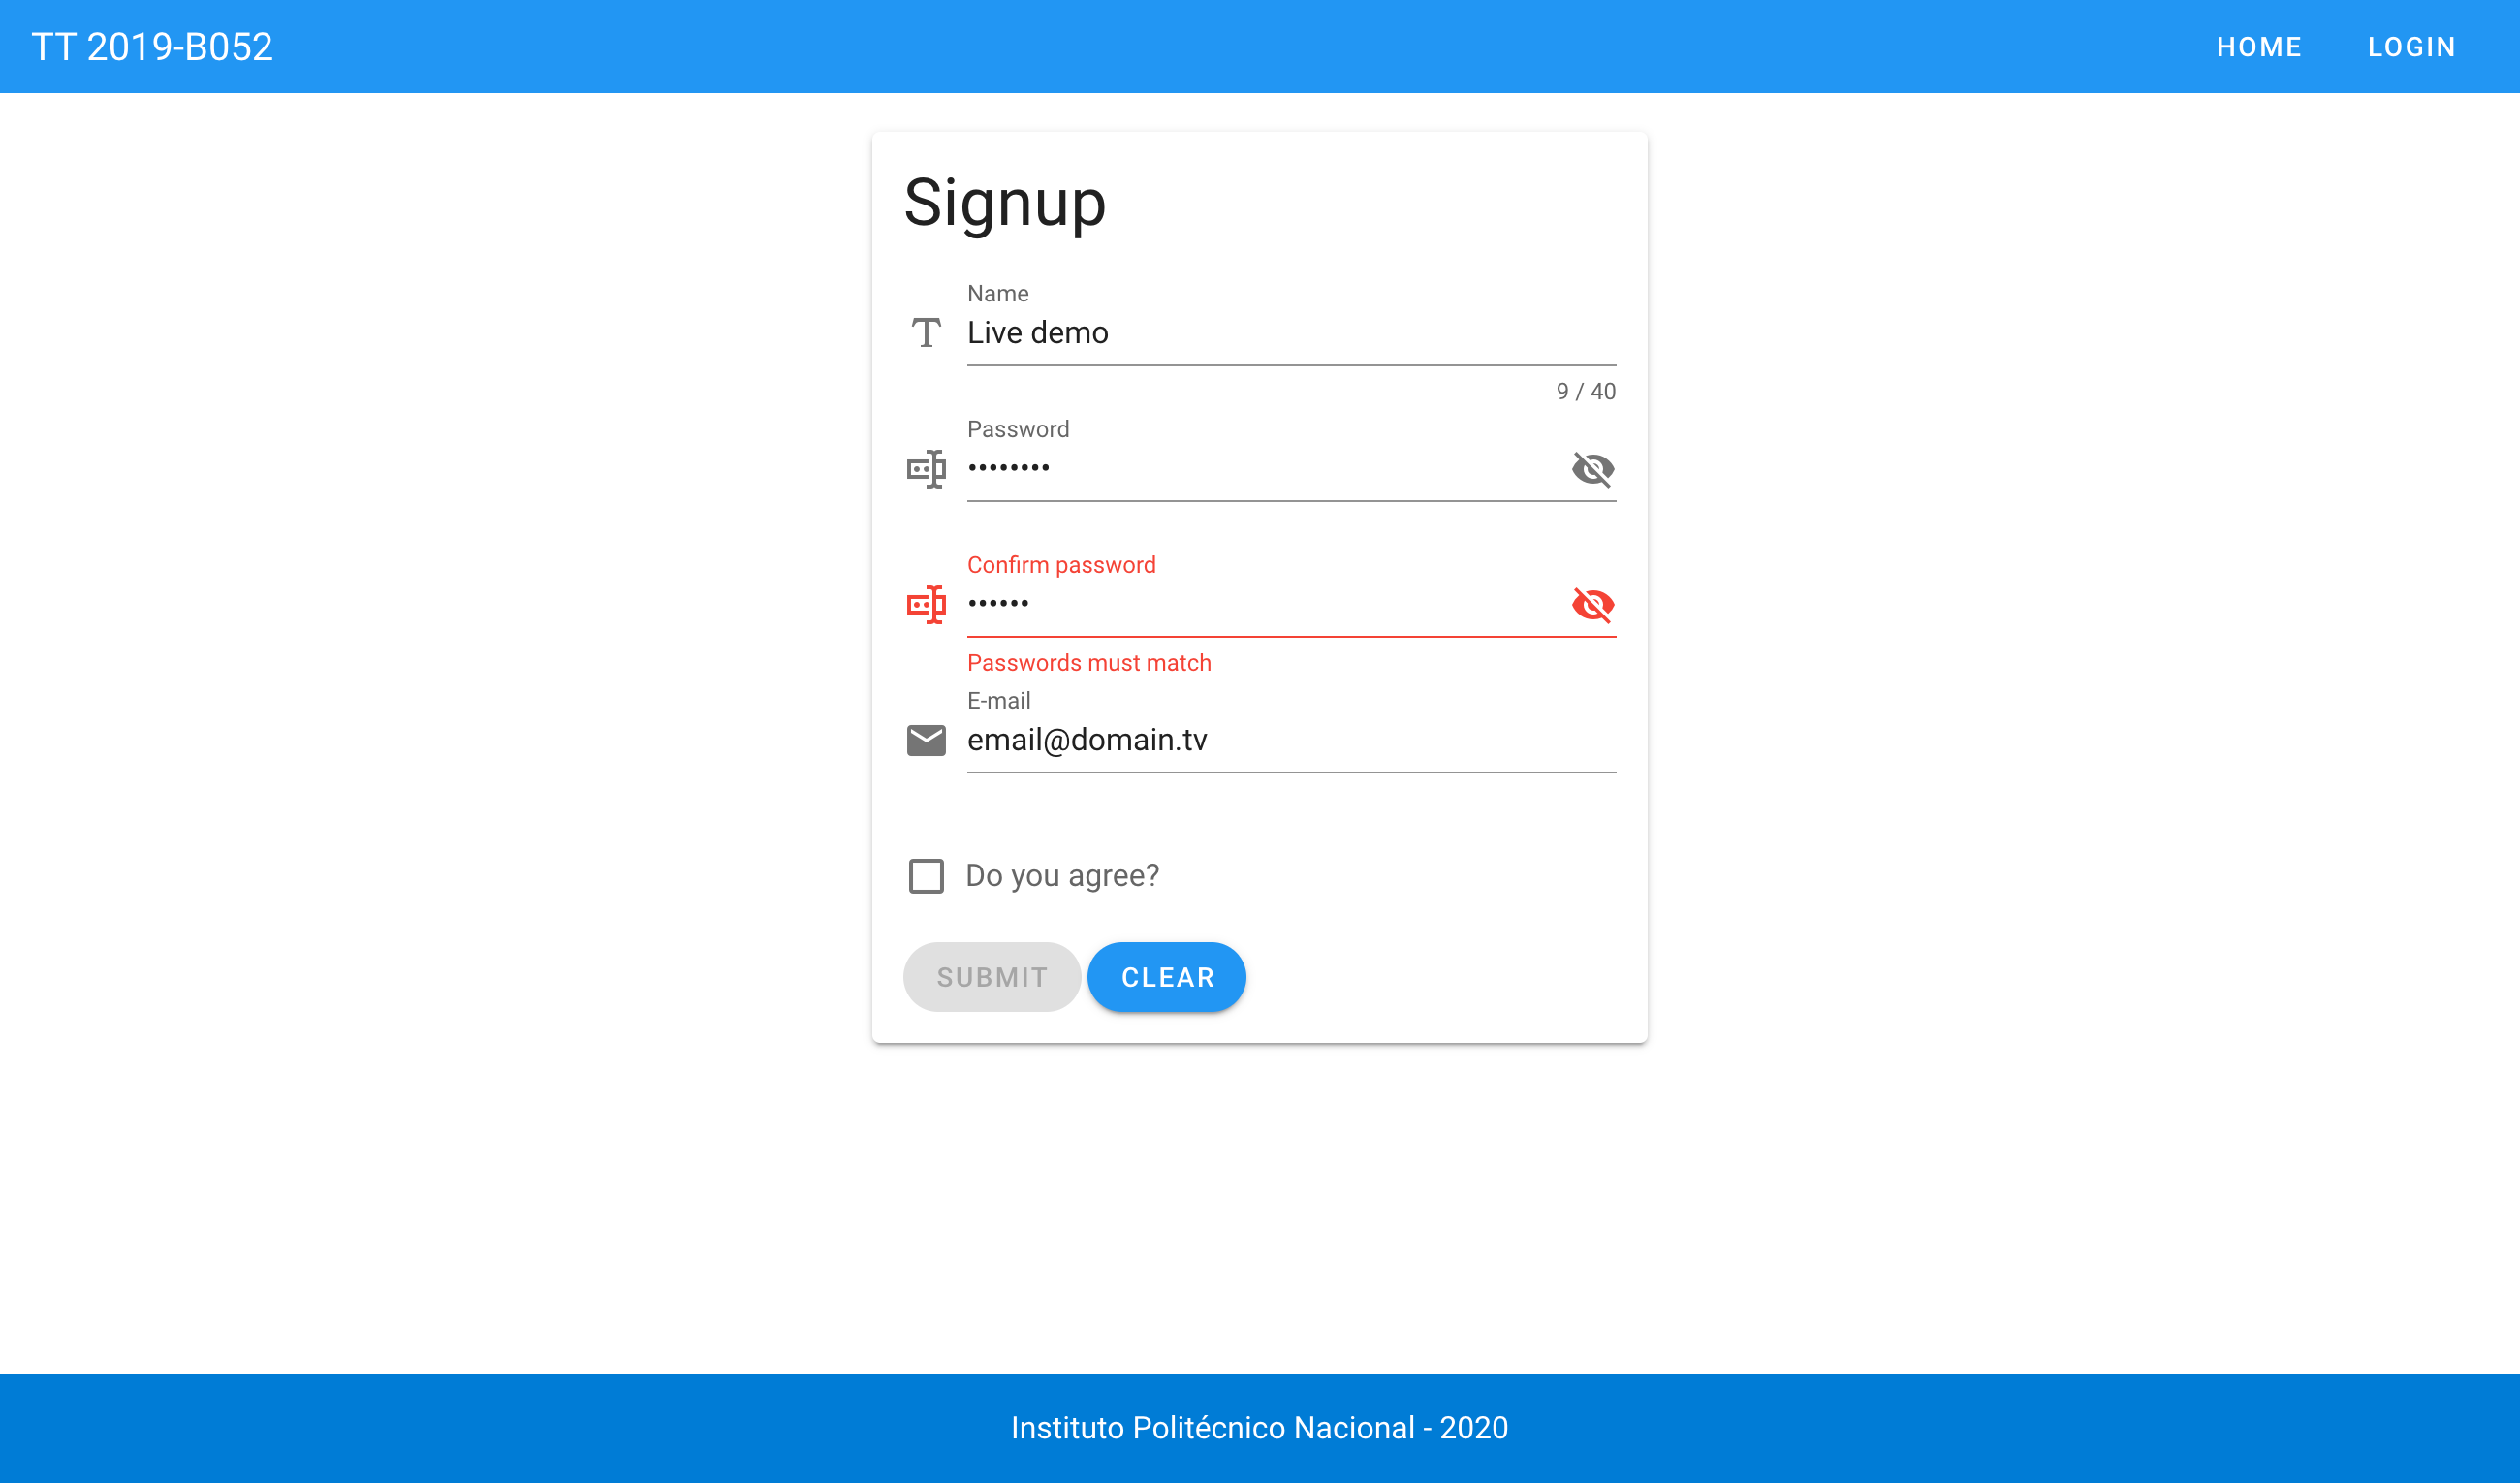 TT 2019-B052
HOME LOGIN
Signup
Name
Live demo
9 / 40
Password
••••••••
Confirm password
••••••
Passwords must match
E-mail
email@domain.tv
Do you agree?
SUBMIT CLEAR
Instituto Politécnico Nacional - 2020